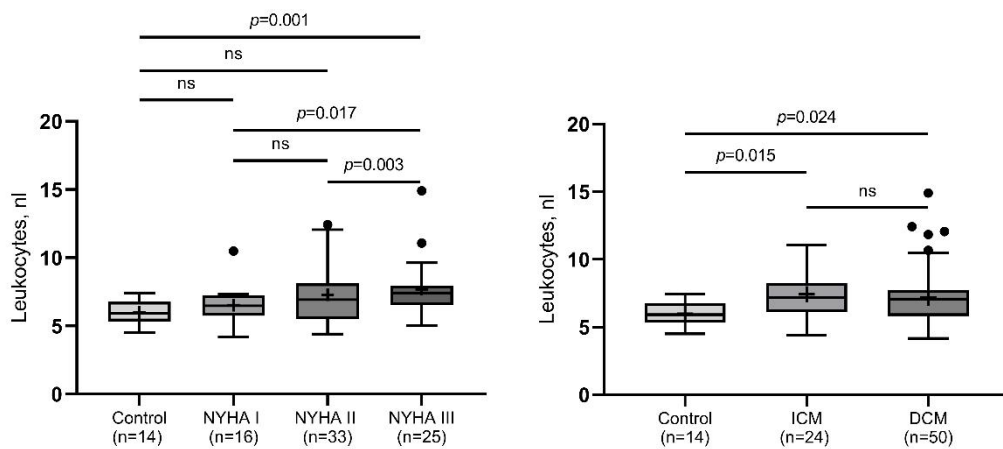 p=0.001
ns
ns
p=0.017
ns
p=0.003
Leukocytes, nl
20
15
10
5
0
Control
(n=14)
NYHA I
(n=16)
NYHA II
(n=33)
NYHA III
(n=25)
p=0.024
p=0.015
ns
Leukocytes, nl
20
15
10
5
0
Control
(n=14)
ICM
(n=24)
DCM
(n=50)